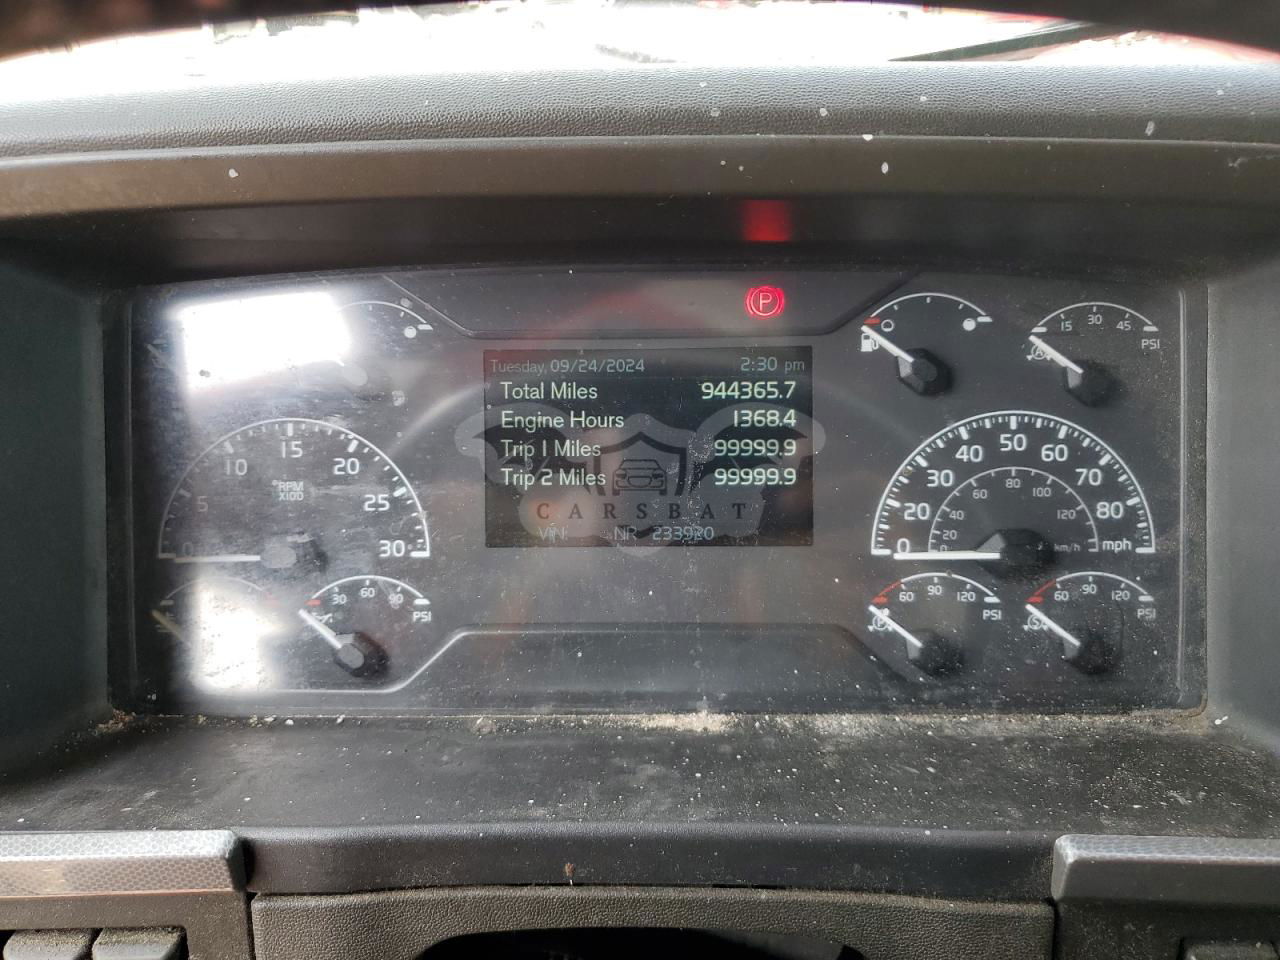 Tuesday, 09/24/2024 2:30 pm
Total Miles 944365.7
Engine Hours 1368.4
Trip 1 Miles 99999.9
Trip 2 Miles 99999.9
CARSBAT
VIN NR 233920
P
0 5 10 15 20 25 30
RPM
X100
30 60 90
PSI
15 30 45
PSI
A
0 20 30 40 50 60 70 80
mph
0 20 40 60 80 100 120
km/h
60 90 120
PSI
P
60 90 120
PSI
S